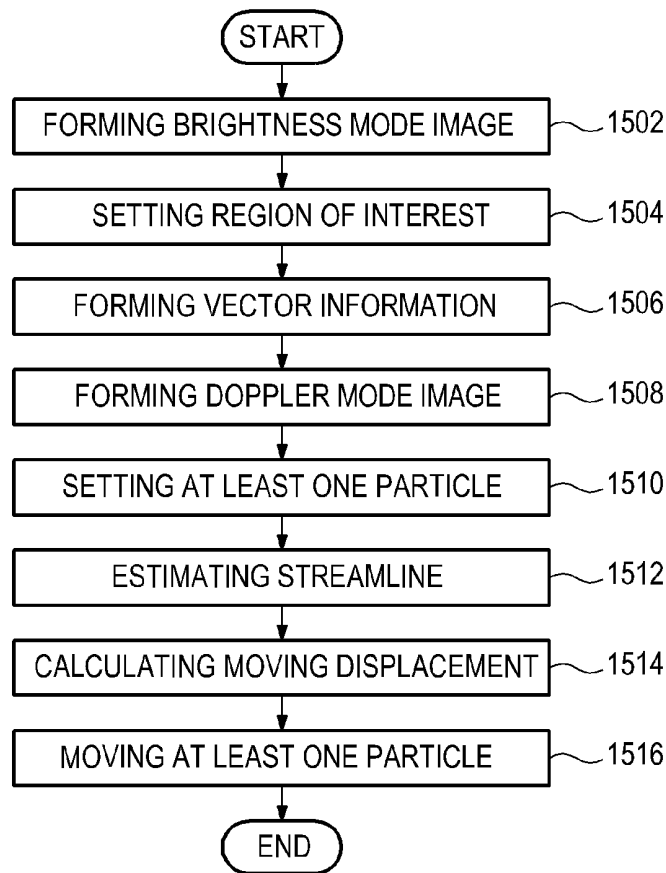 START
FORMING BRIGHTNESS MODE IMAGE 1502
SETTING REGION OF INTEREST 1504
FORMING VECTOR INFORMATION 1506
FORMING DOPPLER MODE IMAGE 1508
SETTING AT LEAST ONE PARTICLE 1510
ESTIMATING STREAMLINE 1512
CALCULATING MOVING DISPLACEMENT 1514
MOVING AT LEAST ONE PARTICLE 1516
END